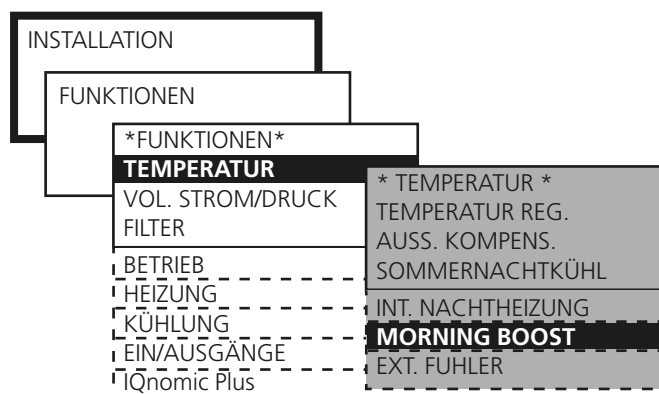 INSTALLATION
FUNKTIONEN
*FUNKTIONEN*
TEMPERATUR
VOL. STROM/DRUCK
FILTER
BETRIEB
HEIZUNG
KÜHLUNG
EIN/AUSGÄNGE
IQnomic Plus
* TEMPERATUR *
TEMPERATUR REG.
AUSS. KOMPENS.
SOMMERNACHTKÜHL
INT. NACHTHEIZUNG
MORNING BOOST
EXT. FUHLER